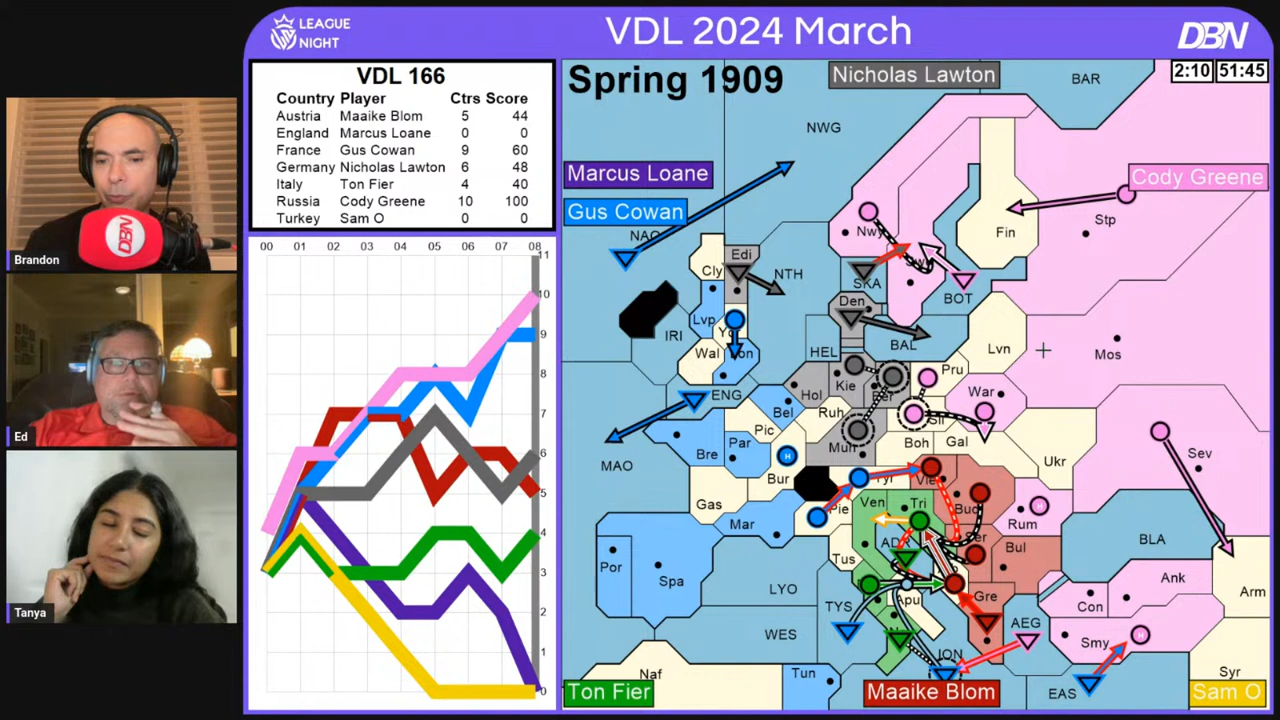 LEAGUE
NIGHT
VDL 2024 March
DBN
VDL 166
Country Player Ctrs Score
Austria Maaike Blom 5 44
England Marcus Loane 0 0
France Gus Cowan 9 60
Germany Nicholas Lawton 6 48
Italy Ton Fier 4 40
Russia Cody Greene 10 100
Turkey Sam O 0 0
00 01 02 03 04 05 06 07 08
11
10
9
8
7
6
5
4
3
2
1
0
Brandon
DBN
Ed
Tanya
Spring 1909
Nicholas Lawton
2:10 51:45
BAR
NWG
Marcus Loane
Cody Greene
Gus Cowan
NAO
Nwy
Fin
Stp
Edi
Cly
NTH
SKA
BOT
Den
Lvp
IRI
Yo
HEL
BAL
Lvn
Mos
Wal
Lon
Kie
Ber
Pru
ENG
Hol
War
Bel
Ruh
Sil
Pic
Mun
Boh
Gal
Ukr
MAO
Bre
Par
Bur
Sev
Tyr
Vie
Gas
Pie
Ven
Tri
Bud
Rum
Mar
Ser
AD
Bul
BLA
Por
Spa
Tus
Ank
Arm
LYO
Apu
Gre
Con
TYS
WES
AEG
Smy
ION
Naf
Tun
Syr
EAS
Ton Fier
Maaike Blom
Sam O